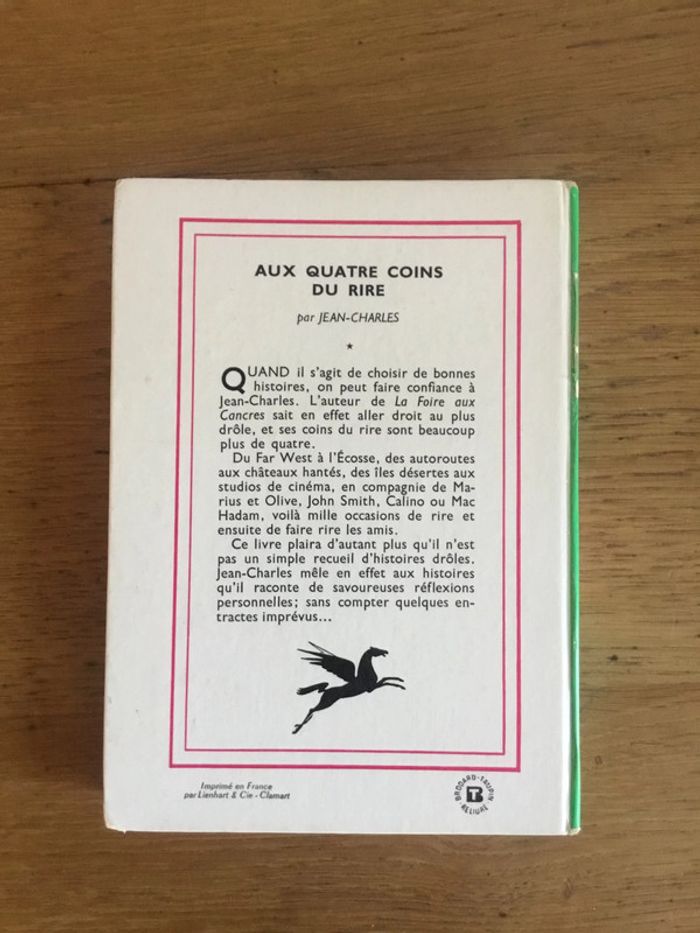 AUX QUATRE COINS
DU RIRE
par JEAN-CHARLES
★
QUAND il s'agit de choisir de bonnes
histoires, on peut faire confiance à
Jean-Charles. L'auteur de La Foire aux
Cancres sait en effet aller droit au plus
drôle, et ses coins du rire sont beaucoup
plus de quatre.
Du Far West à l'Écosse, des autoroutes
aux châteaux hantés, des îles désertes aux
studios de cinéma, en compagnie de Ma-
rius et Olive, John Smith, Calino ou Mac
Hadam, voilà mille occasions de rire et
ensuite de faire rire les amis.
Ce livre plaira d'autant plus qu'il n'est
pas un simple recueil d'histoires drôles.
Jean-Charles mêle en effet aux histoires
qu'il raconte de savoureuses réflexions
personnelles; sans compter quelques en-
tractes imprévus...
Imprimé en France
par Lienhart & Cie - Clamart
BRODARD-TAUPIN
BT
RELIURE